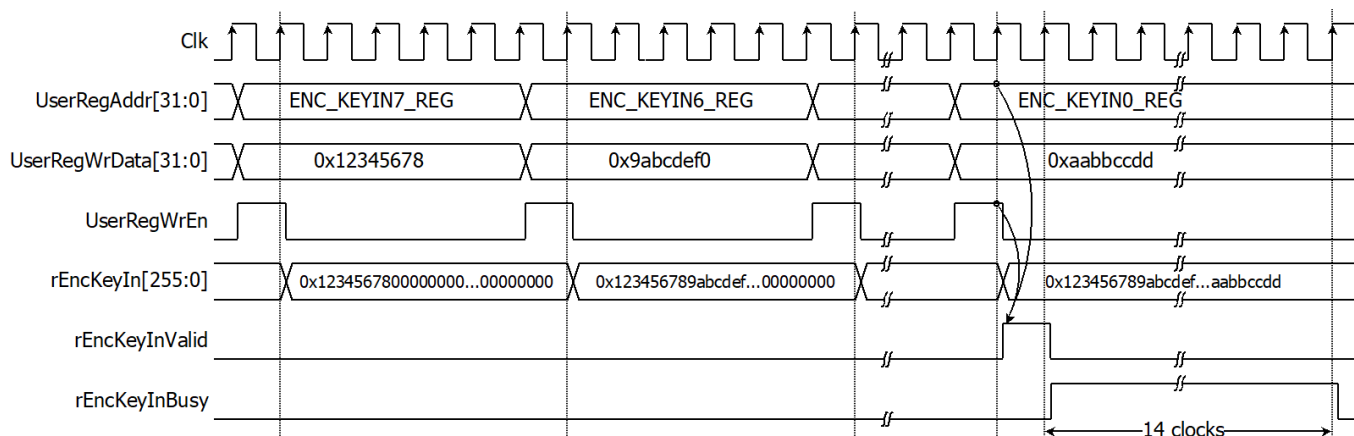 Clk
UserRegAddr[31:0] ENC_KEYIN7_REG ENC_KEYIN6_REG ENC_KEYIN0_REG
UserRegWrData[31:0] 0x12345678 0x9abcdef0 0xaabbccdd
UserRegWrEn
rEncKeyIn[255:0] 0x1234567800000000...00000000 0x123456789abcdef...00000000 0x123456789abcdef...aabbccdd
rEncKeyInValid
rEncKeyInBusy
14 clocks